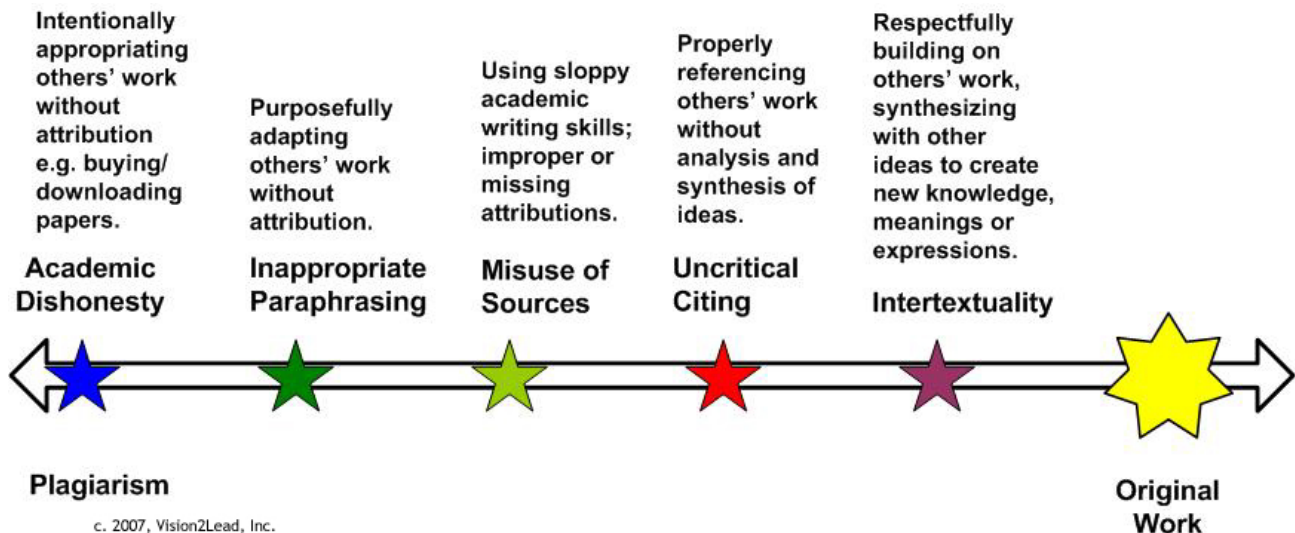 Intentionally
appropriating
others' work
without
attribution
e.g. buying/
downloading
papers.
Academic
Dishonesty
Purposefully
adapting
others' work
without
attribution.
Inappropriate
Paraphrasing
Using sloppy
academic
writing skills;
improper or
missing
attributions.
Misuse of
Sources
Properly
referencing
others' work
without
analysis and
synthesis of
ideas.
Uncritical
Citing
Respectfully
building on
others' work,
synthesizing
with other
ideas to create
new knowledge,
meanings or
expressions.
Intertextuality
Plagiarism
Original
Work
c. 2007, Vision2Lead, Inc.